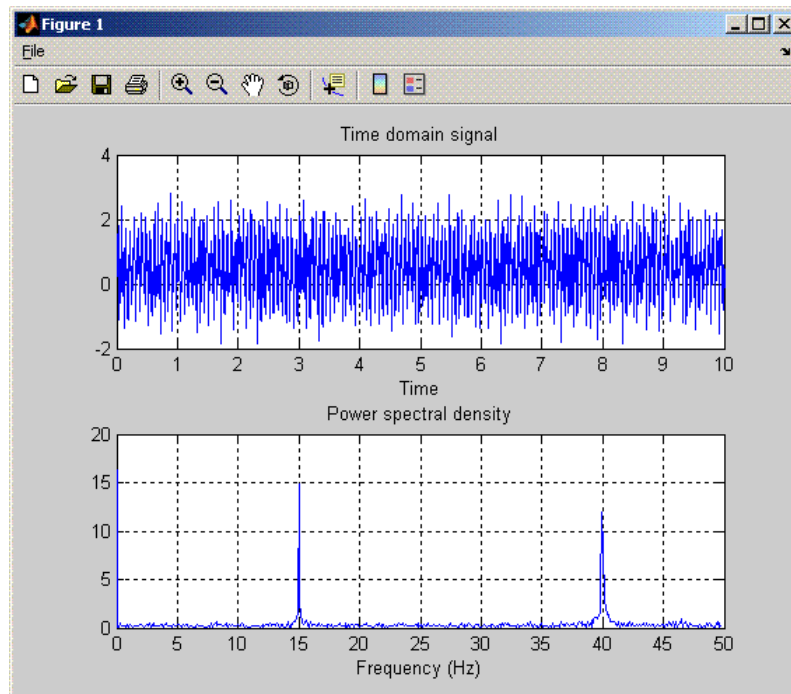 Figure 1
File
Time domain signal
4
2
0
-2
0 1 2 3 4 5 6 7 8 9 10
Time
Power spectral density
20
15
10
5
0
0 5 10 15 20 25 30 35 40 45 50
Frequency (Hz)